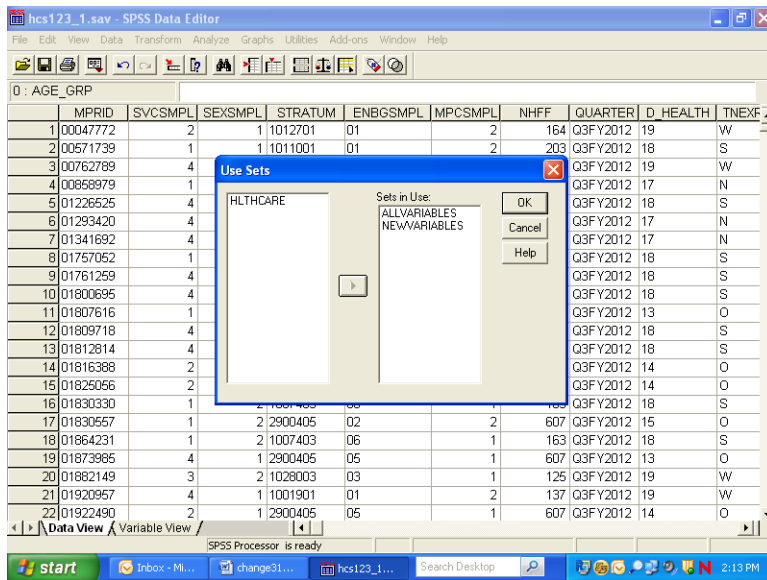 hcs123_1.sav - SPSS Data Editor
File Edit View Data Transform Analyze Graphs Utilities Add-ons Window Help
0 : AGE_GRP
MPRID SVCSMPL SEXSMPL STRATUM ENBGSMPL MPCSMPL NHFF QUARTER D_HEALTH TNEXR
1 00047772 2 1 1012701 01 2 164 Q3FY2012 19 W
2 00571739 1 1 1011001 01 2 203 Q3FY2012 18 S
3 00762789 4 Q3FY2012 19 W
4 00858979 1 Q3FY2012 17 N
5 01226525 4 Q3FY2012 18 S
6 01293420 4 Q3FY2012 17 N
7 01341692 4 Q3FY2012 17 N
8 01757052 1 Q3FY2012 18 S
9 01761259 4 Q3FY2012 18 S
10 01800695 4 Q3FY2012 18 S
11 01807616 1 Q3FY2012 13 O
12 01809718 4 Q3FY2012 18 S
13 01812814 4 Q3FY2012 18 S
14 01816388 2 Q3FY2012 14 O
15 01825056 2 Q3FY2012 14 O
16 01830330 1 Q3FY2012 18 S
17 01830557 1 2 2900405 02 2 607 Q3FY2012 15 O
18 01864231 1 2 1007403 06 1 163 Q3FY2012 18 S
19 01873985 4 1 2900405 05 1 607 Q3FY2012 13 O
20 01882149 3 2 1028003 03 1 125 Q3FY2012 19 W
21 01920957 4 1 1001901 01 2 137 Q3FY2012 19 W
22 01922490 2 1 2900405 05 1 607 Q3FY2012 14 O
Use Sets
HLTHCARE
Sets in Use:
ALLVARIABLES
NEWVARIABLES
OK
Cancel
Help
Data View Variable View
SPSS Processor is ready
start Inbox - Mi... change31... hcs123_1... Search Desktop N 2:13 PM